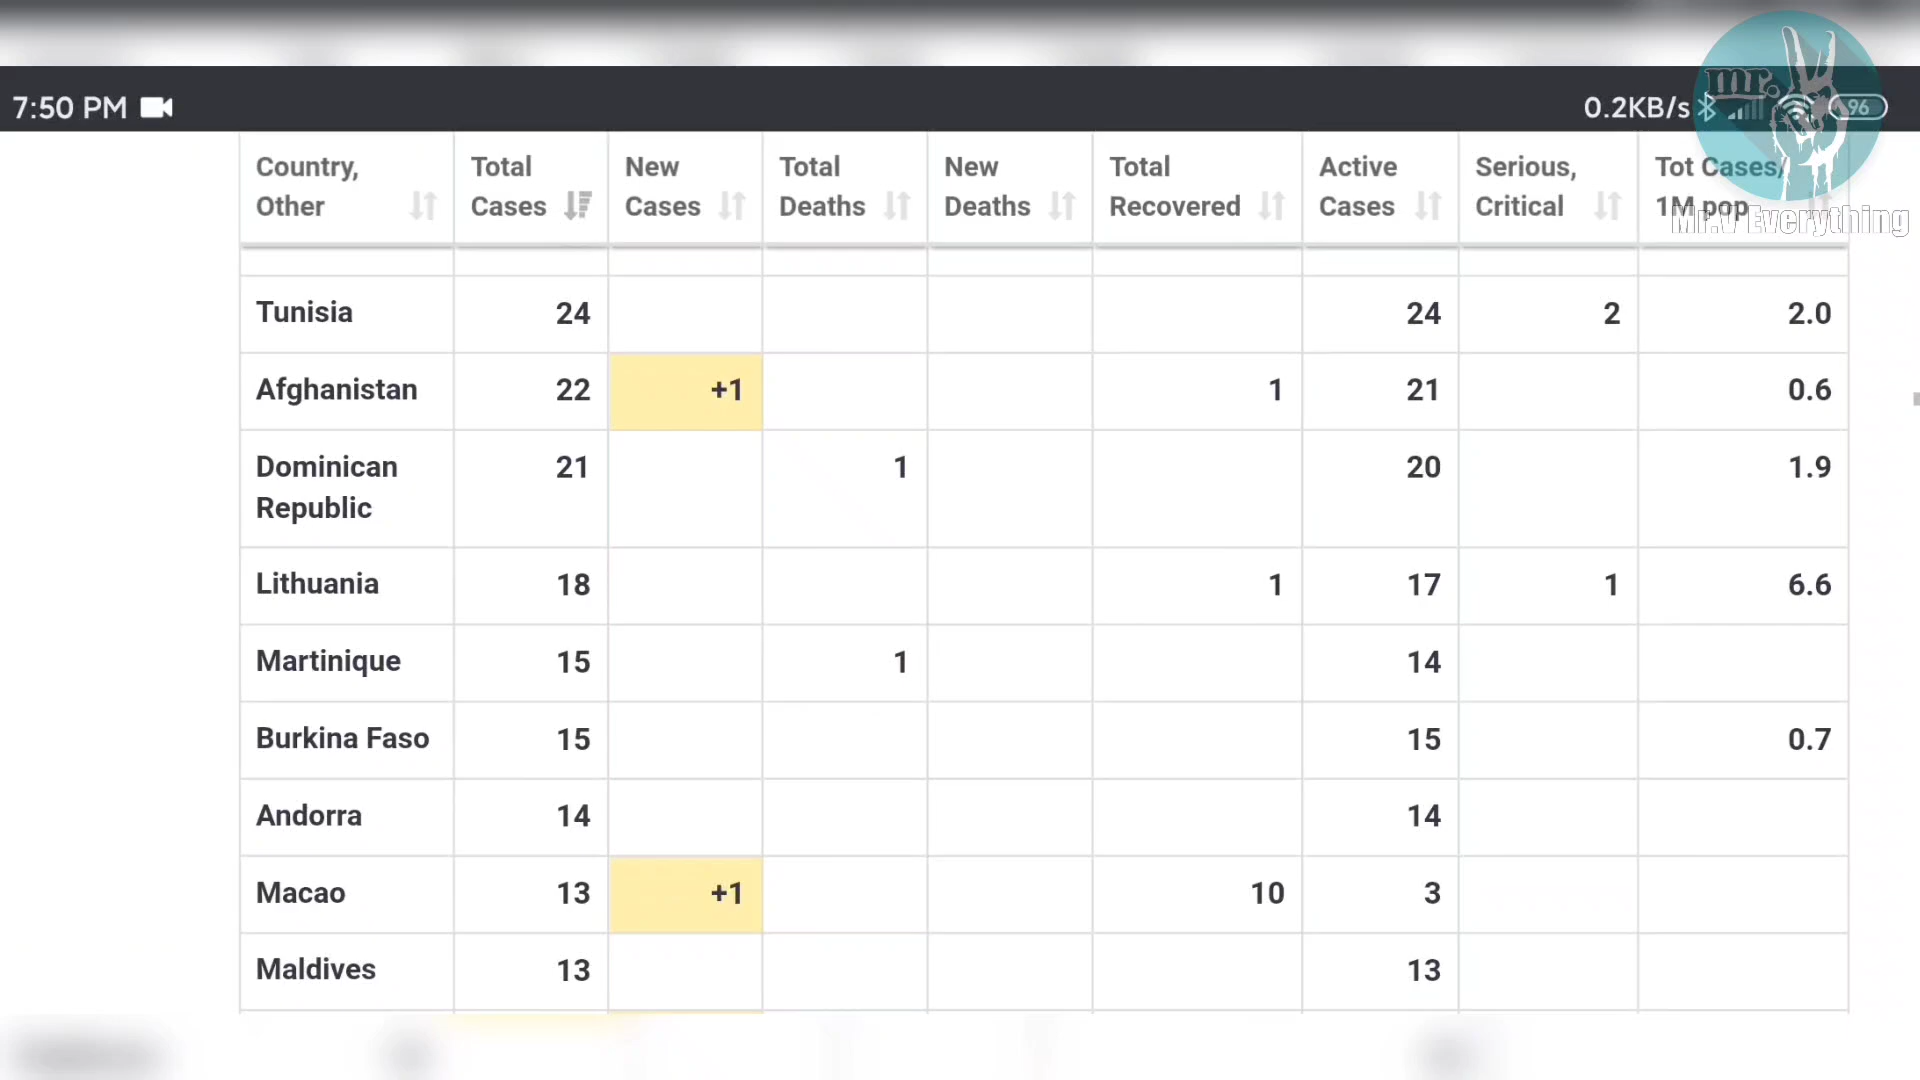 7:50 PM 0.2KB/s 96
mr.
Mr.V Everything
Country, Other Total Cases New Cases Total Deaths New Deaths Total Recovered Active Cases Serious, Critical Tot Cases/ 1M pop
Tunisia 24 24 2 2.0
Afghanistan 22 +1 1 21 0.6
Dominican Republic 21 1 20 1.9
Lithuania 18 1 17 1 6.6
Martinique 15 1 14
Burkina Faso 15 15 0.7
Andorra 14 14
Macao 13 +1 10 3
Maldives 13 13